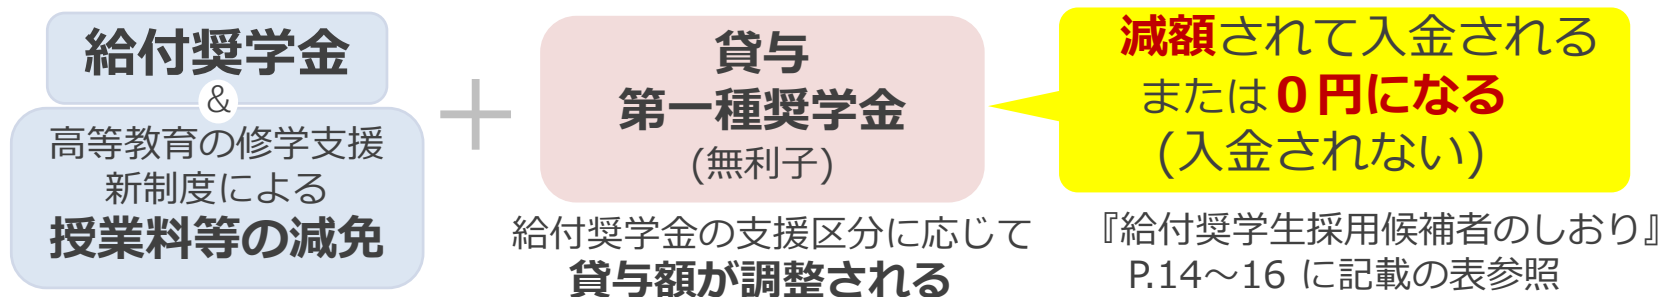 給付奨学金
&
高等教育の修学支援
新制度による
授業料等の減免
+
貸与
第一種奨学金
(無利子)
給付奨学金の支援区分に応じて
貸与額が調整される
減額されて入金される
または０円になる
(入金されない)
『給付奨学生採用候補者のしおり』
P.14～16 に記載の表参照